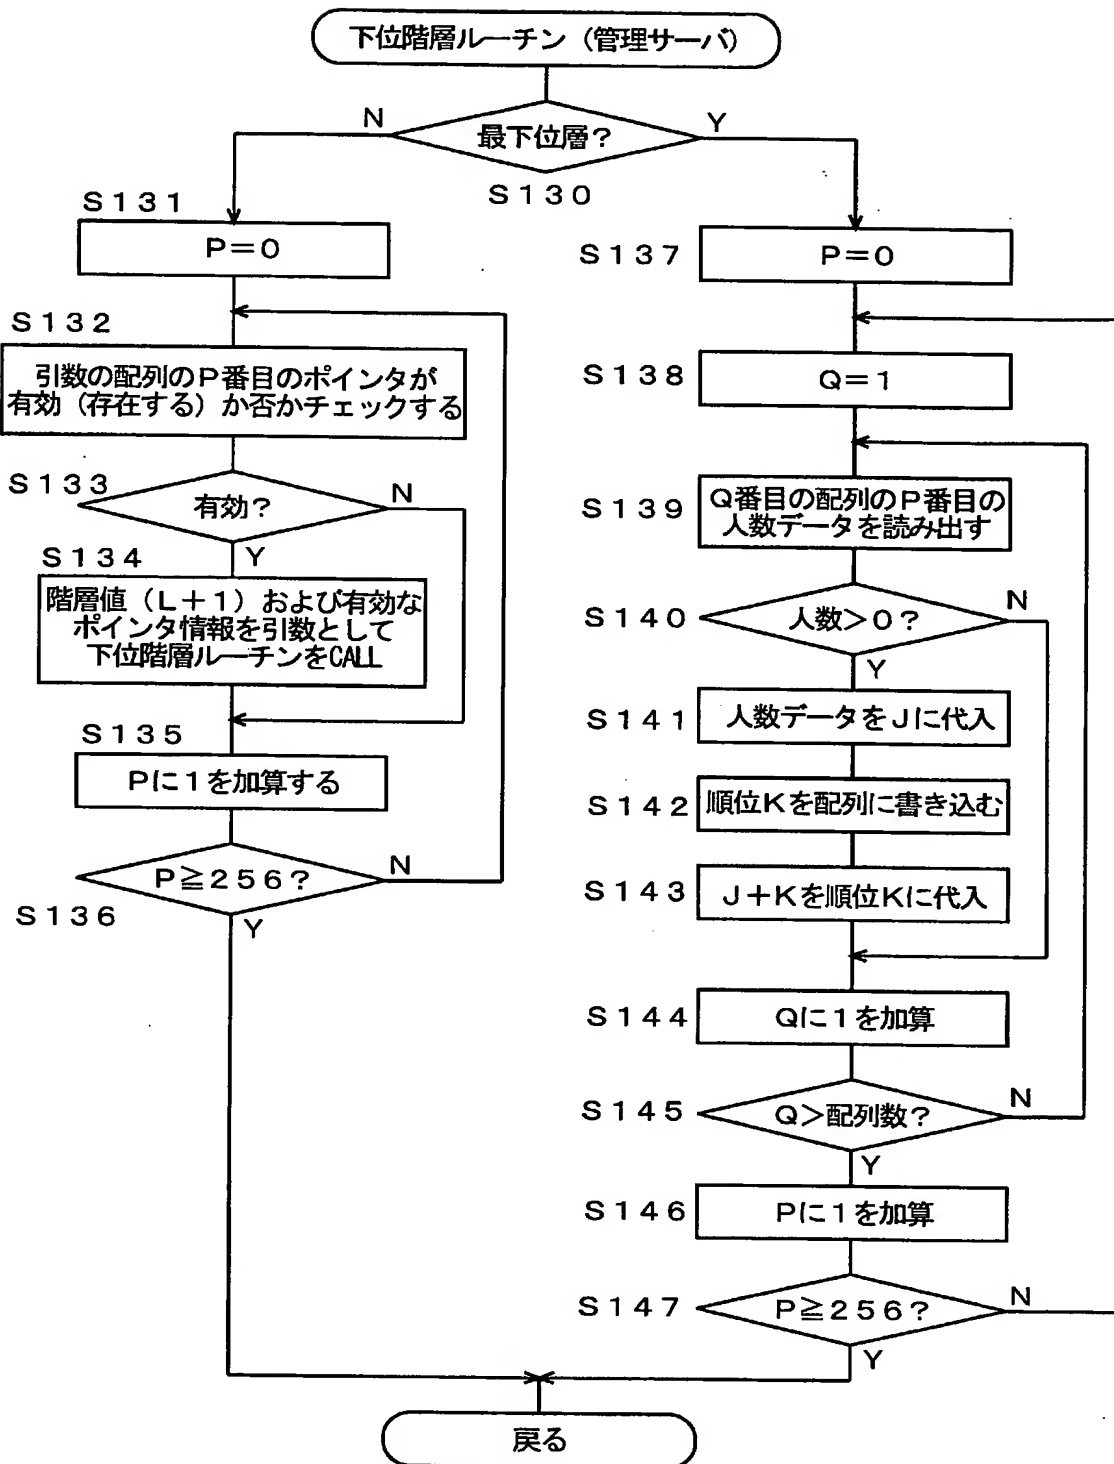 下位階層ルーチン（管理サーバ）
N
最下位層？
Y
S130
S131
P＝0
S132
引数の配列のP番目のポインタが
有効（存在する）か否かチェックする
S133
有効？
N
Y
S134
階層値（L＋1）および有効な
ポインタ情報を引数として
下位階層ルーチンをCALL
S135
Pに1を加算する
P≧256？
N
S136
Y
S137
P＝0
S138
Q＝1
S139
Q番目の配列のP番目の
人数データを読み出す
S140
人数＞0？
N
Y
S141
人数データをJに代入
S142
順位Kを配列に書き込む
S143
J＋Kを順位Kに代入
S144
Qに1を加算
S145
Q＞配列数？
N
Y
S146
Pに1を加算
S147
P≧256？
N
Y
戻る